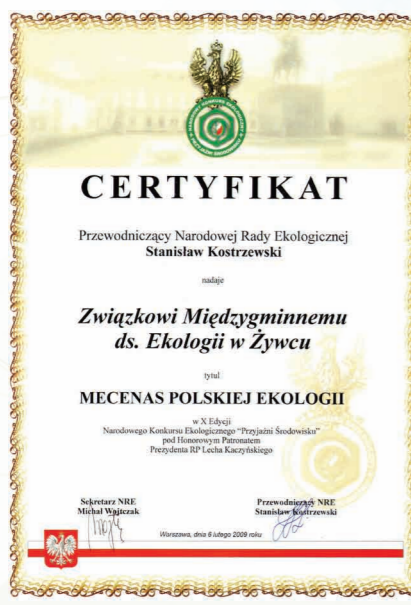 CERTYFIKAT
Przewodniczący Narodowej Rady Ekologicznej
Stanisław Kostrzewski
nadaje
Związkowi Międzygminnemu
ds. Ekologii w Żywcu
tytuł
MECENAS POLSKIEJ EKOLOGII
w X Edycji
Narodowego Konkursu Ekologicznego "Przyjaźni Środowisku"
pod Honorowym Patronatem
Prezydenta RP Lecha Kaczyńskiego
Sekretarz NRE
Michał Wojtczak
Przewodniczący NRE
Stanisław Kostrzewski
Warszawa, dnia 6 lutego 2009 roku